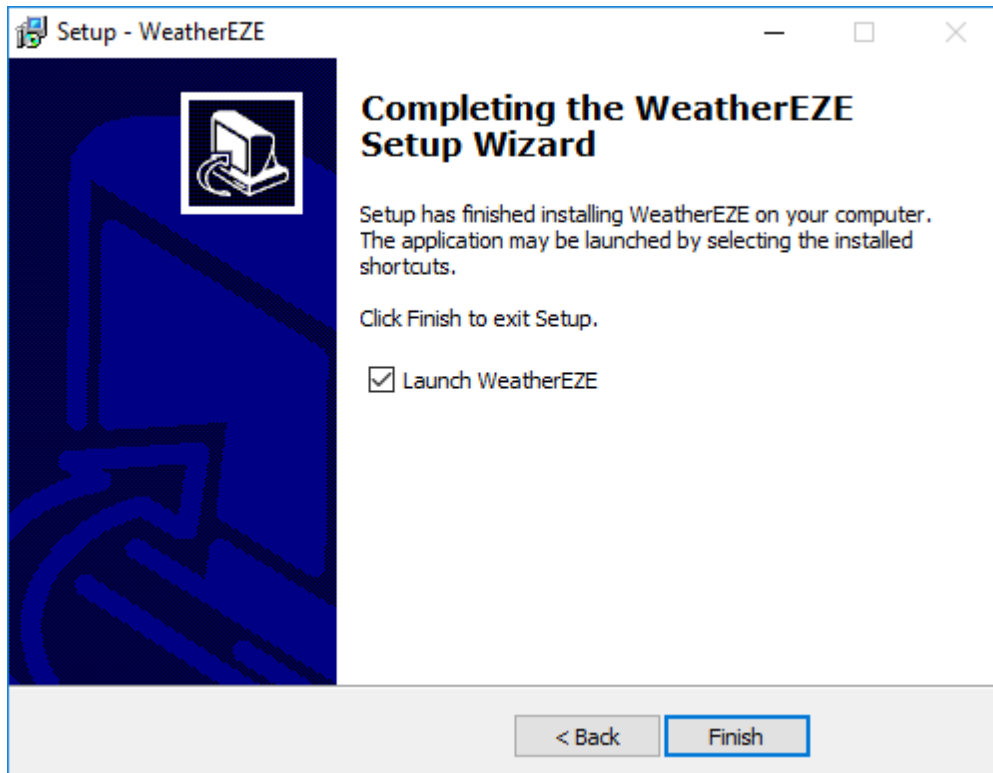 Setup - WeatherEZE
Completing the WeatherEZE
Setup Wizard
Setup has finished installing WeatherEZE on your computer.
The application may be launched by selecting the installed
shortcuts.
Click Finish to exit Setup.
Launch WeatherEZE
< Back
Finish